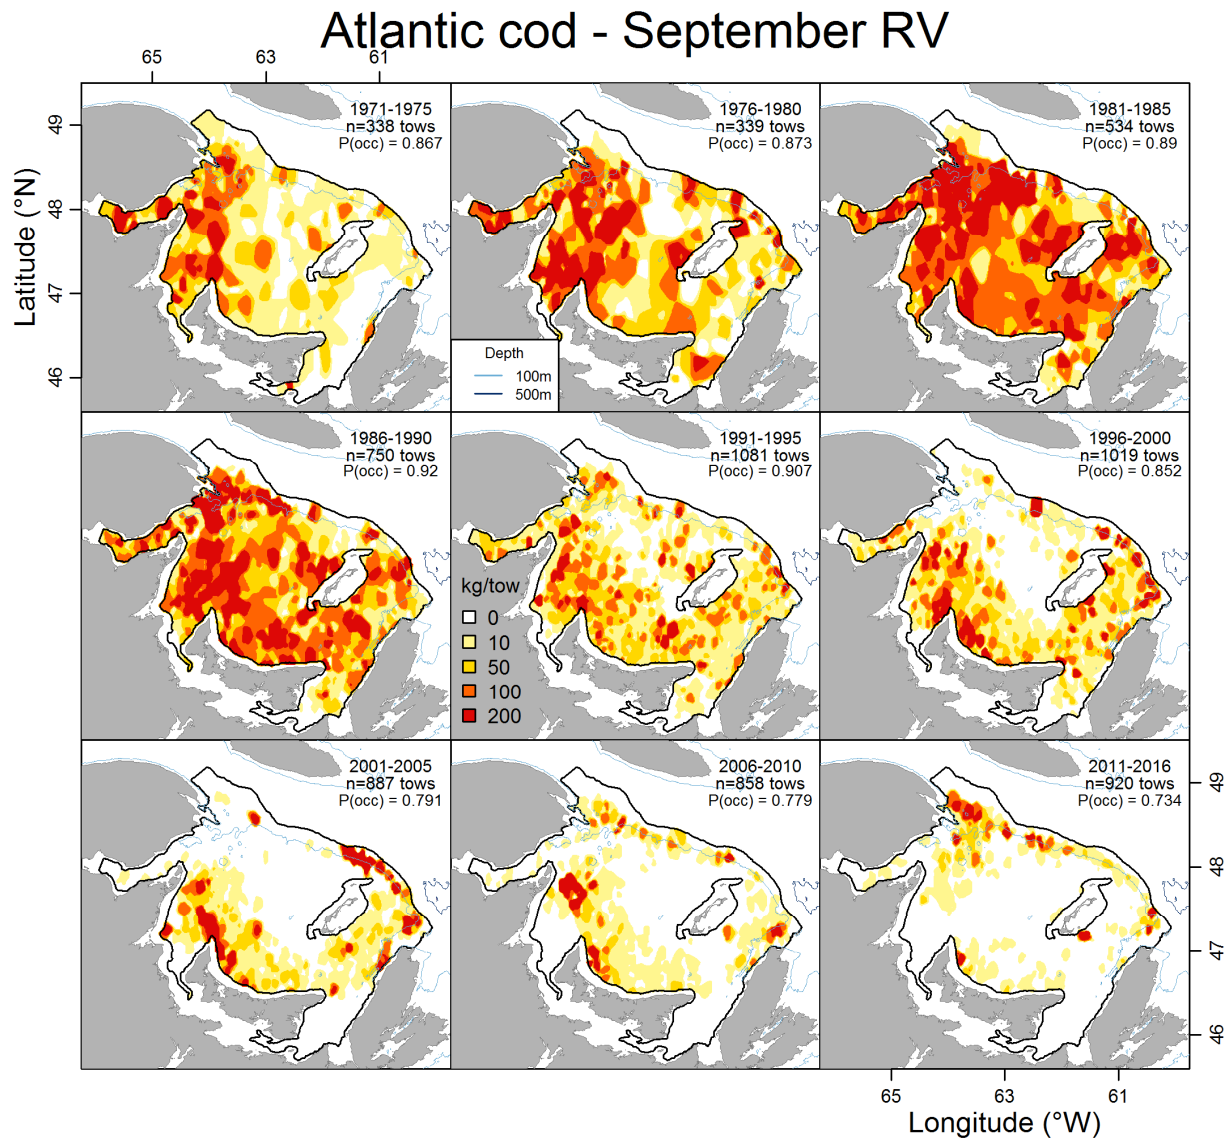 Atlantic cod - September RV
65 63 61
1971-1975
n=338 tows
P(occ) = 0.867
1976-1980
n=339 tows
P(occ) = 0.873
1981-1985
n=534 tows
P(occ) = 0.89
49
48
47
46
Latitude (°N)
Depth
100m
500m
1986-1990
n=750 tows
P(occ) = 0.92
1991-1995
n=1081 tows
P(occ) = 0.907
1996-2000
n=1019 tows
P(occ) = 0.852
kg/tow
0
10
50
100
200
2001-2005
n=887 tows
P(occ) = 0.791
2006-2010
n=858 tows
P(occ) = 0.779
2011-2016
n=920 tows
P(occ) = 0.734
49
48
47
46
65 63 61
Longitude (°W)